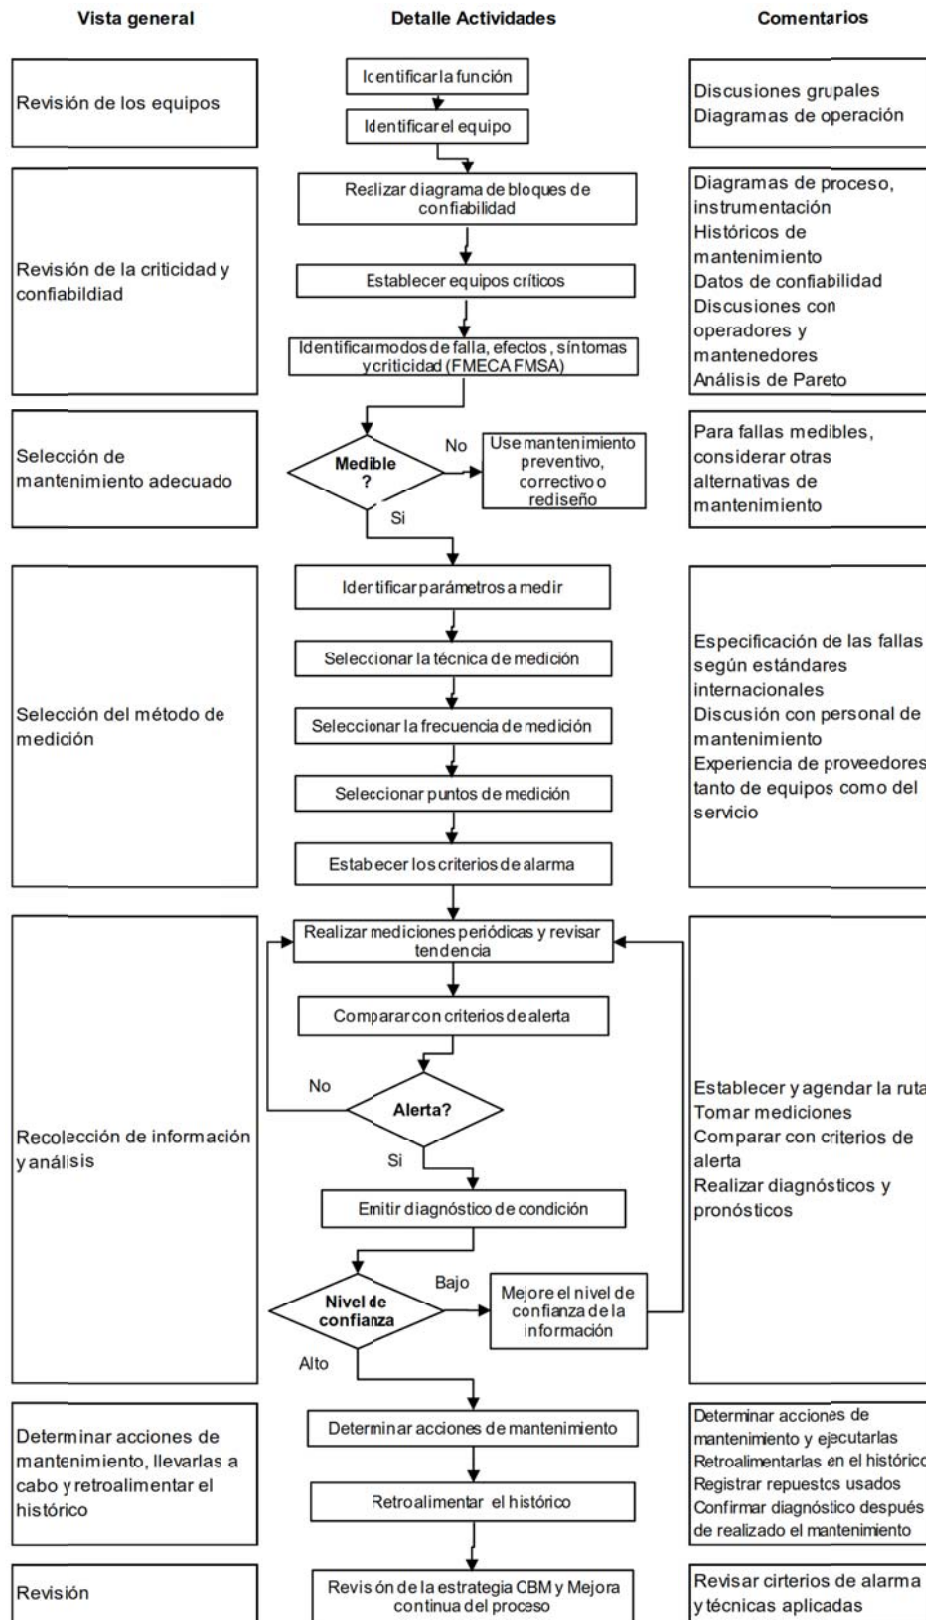 Vista general
Detalle Actividades
Comentarios
Revisión de los equipos
Identificar la función
Identificar el equipo
Discusiones grupales
Diagramas de operación
Revisión de la criticidad y
confiabildiad
Realizar diagrama de bloques de
confiabilidad
Establecer equipos críticos
Identificar modos de falla, efectos, síntomas
y criticidad (FMECA FMSA)
Diagramas de proceso,
instrumentación
Históricos de
mantenimiento
Datos de confiabilidad
Discusiones con
operadores y
mantenedores
Análisis de Pareto
Selección de
mantenimiento adecuado
Medible
?
No
Use mantenimiento
preventivo,
correctivo o
rediseño
Si
Para fallas medibles,
considerar otras
alternativas de
mantenimiento
Selección del método de
medición
Identificar parámetros a medir
Seleccionar la técnica de medición
Seleccionar la frecuencia de medición
Seleccionar puntos de medición
Estabecer los criterios de alarma
Especificación de las fallas
según estándares
internacionales
Discusión con personal de
mantenimiento
Experiencia de proveedores
tanto de equipos como del
servicio
Recolección de información
y análisis
Realizar mediciones periódicas y revisar
tendencia
Comparar con criterios de alerta
No
Alerta?
Si
Emitir diagnóstico de condición
Nivel de
confianza
Bajo
Mejore el nivel de
confianza de la
información
Alto
Establecer y agendar la ruta
Tomar mediciones
Comparar con criterios de
alerta
Realizar diagnósticos y
pronósticos
Determinar acciones de
mantenimiento, llevarlas a
cabo y retroalimentar el
histórico
Determinar acciones de mantenimiento
Retroalimentar el histórico
Determinar acciones de
mantenimiento y ejecutarlas
Retroalimentarlas en el histórico
Registrar repuestos usados
Confirmar diagnóstico después
de realizado el mantenimiento
Revisión
Revisón de la estrategia CBM y Mejora
continua del proceso
Revisar cirterios de alarma
y técnicas aplicadas